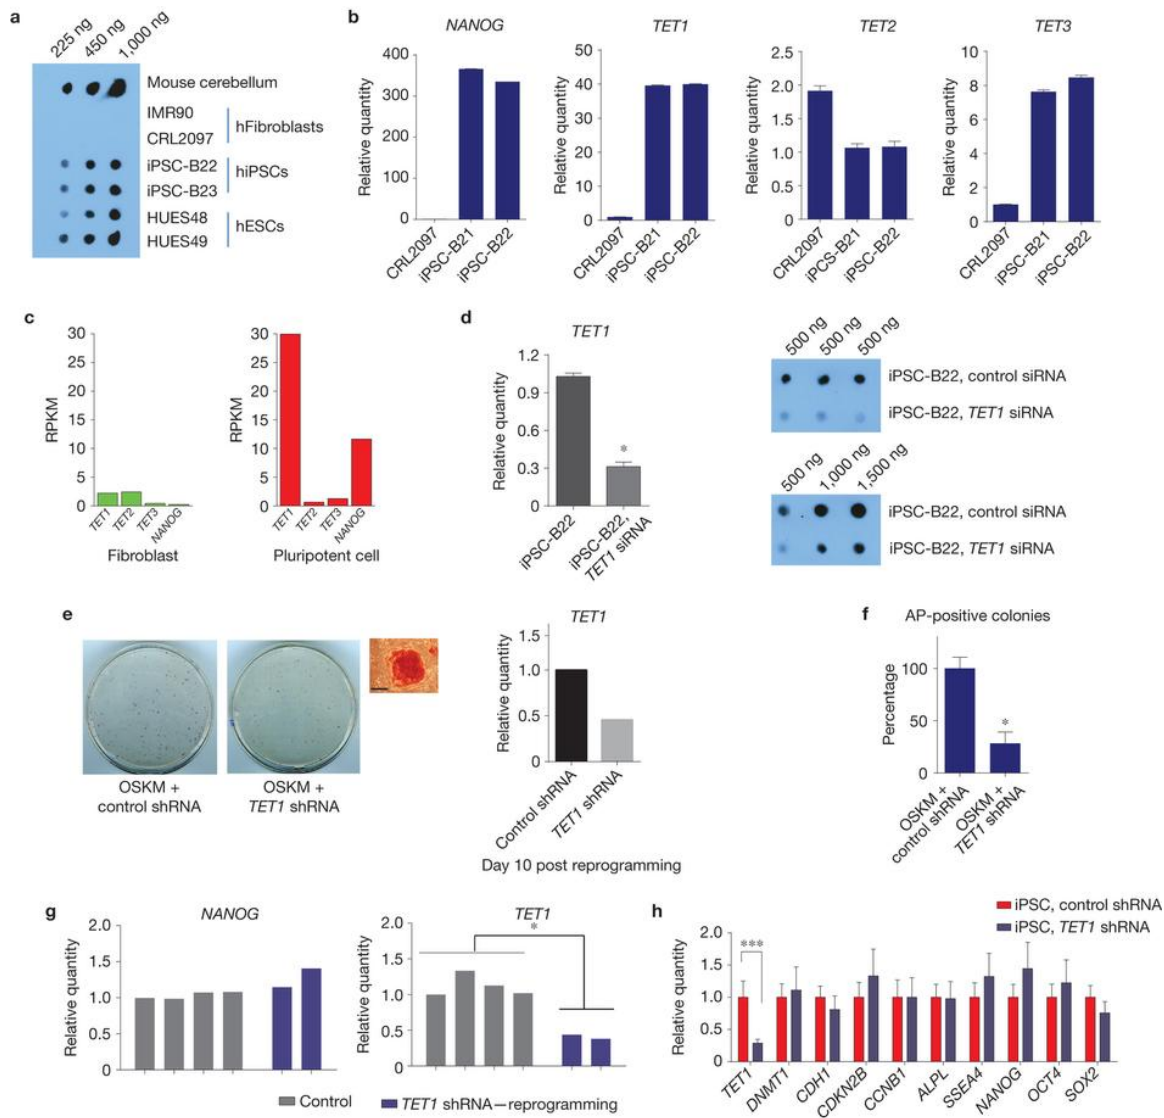 a
225 ng
450 ng
1,000 ng
Mouse cerebellum
IMR90
CRL2097
hFibroblasts
iPSC-B22
iPSC-B23
hiPSCs
HUES48
HUES49
hESCs
b
NANOG
Relative quantity
400
300
200
100
0
CRL2097
iPSC-B21
iPSC-B22
TET1
Relative quantity
50
40
30
20
10
0
CRL2097
iPSC-B21
iPSC-B22
TET2
Relative quantity
2.5
2.0
1.5
1.0
0.5
0
CRL2097
iPCS-B21
iPSC-B22
TET3
Relative quantity
10
8
6
4
2
0
CRL2097
iPSC-B21
iPSC-B22
c
RPKM
30
25
20
15
10
5
0
TET1
TET2
TET3
NANOG
Fibroblast
RPKM
30
25
20
15
10
5
0
TET1
TET2
TET3
NANOG
Pluripotent cell
d
TET1
Relative quantity
1.2
0.9
0.6
0.3
0
*
iPSC-B22
iPSC-B22,
TET1 siRNA
500 ng
500 ng
500 ng
iPSC-B22, control siRNA
iPSC-B22, TET1 siRNA
500 ng
1,000 ng
1,500 ng
iPSC-B22, control siRNA
iPSC-B22, TET1 siRNA
e
OSKM +
control shRNA
OSKM +
TET1 shRNA
TET1
Relative quantity
1.5
1.0
0.5
0
Control shRNA
TET1 shRNA
Day 10 post reprogramming
f
AP-positive colonies
Percentage
100
50
0
*
OSKM +
control shRNA
OSKM +
TET1 shRNA
g
NANOG
Relative quantity
2.0
1.5
1.0
0.5
0
TET1
Relative quantity
2.0
1.5
1.0
0.5
0
*
Control
TET1 shRNA—reprogramming
h
iPSC, control shRNA
iPSC, TET1 shRNA
Relative quantity
2.0
1.5
1.0
0.5
0
***
TET1
DNMT1
CDH1
CDKN2B
CCNB1
ALPL
SSEA4
NANOG
OCT4
SOX2